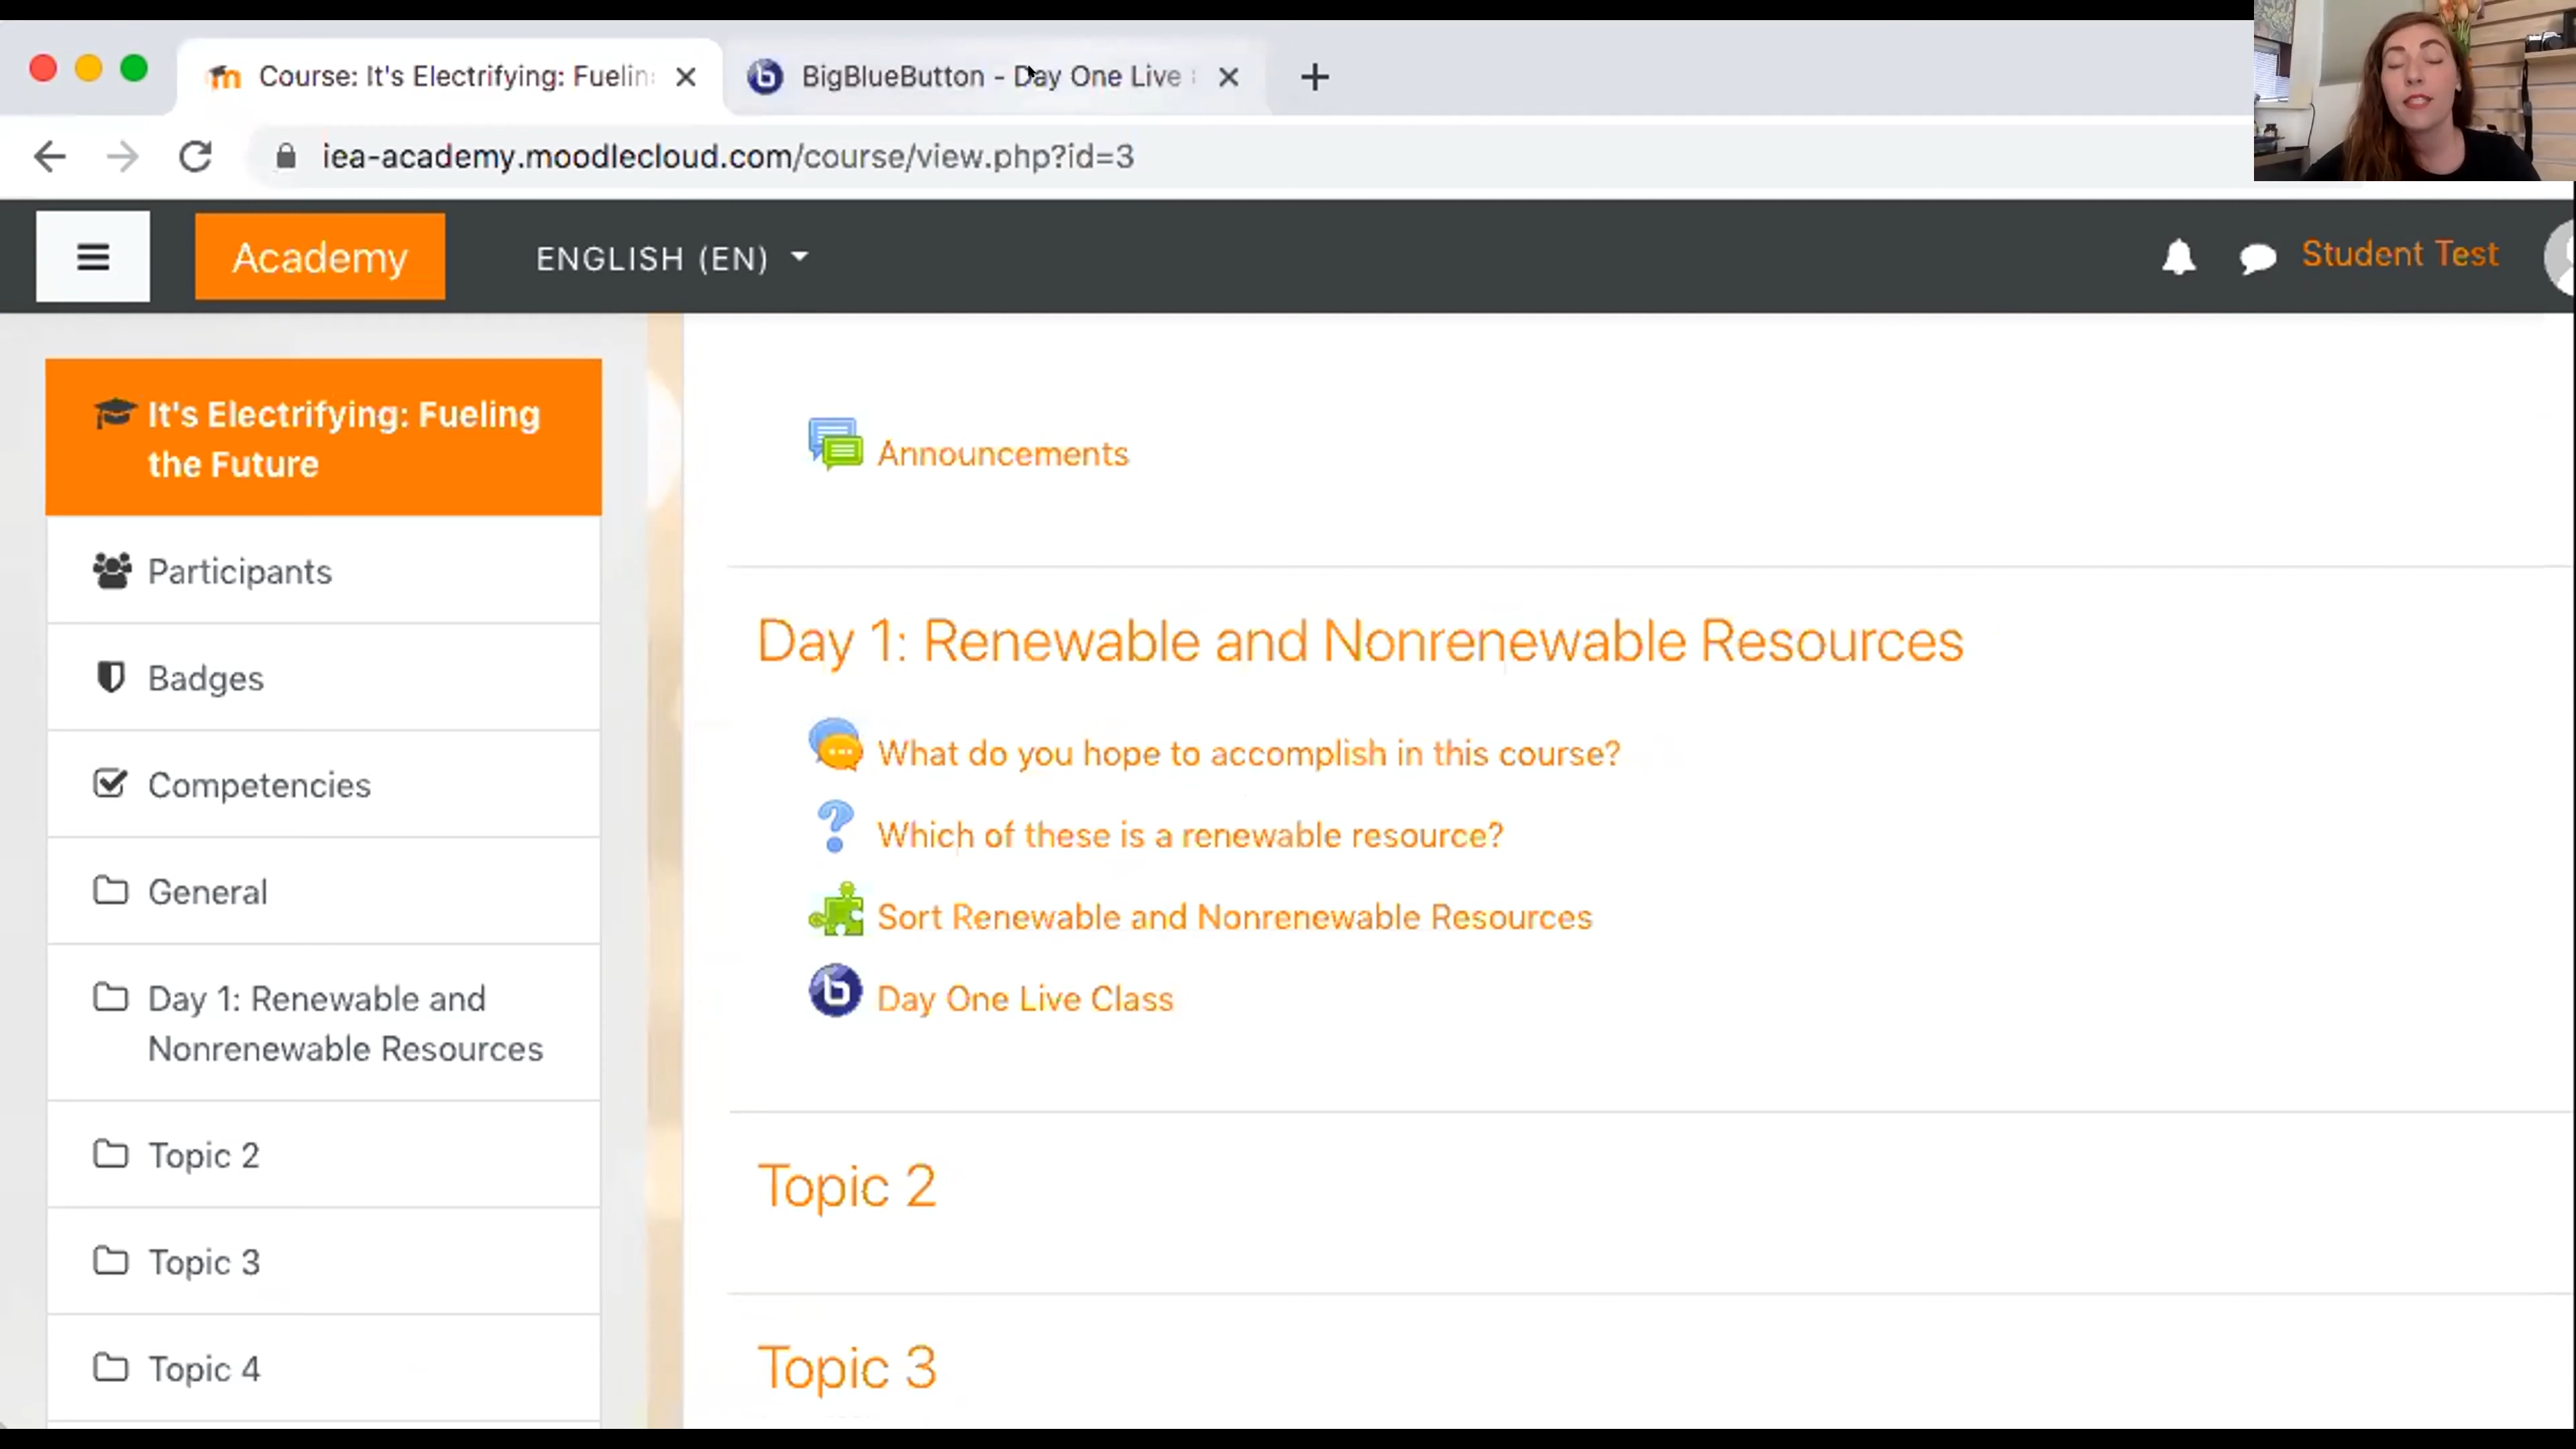 Course: It's Electrifying: Fueling
BigBlueButton - Day One Live
iea-academy.moodlecloud.com/course/view.php?id=3
Academy
ENGLISH (EN)
Student Test
It's Electrifying: Fueling
the Future
Participants
Badges
Competencies
General
Day 1: Renewable and
Nonrenewable Resources
Topic 2
Topic 3
Topic 4
Announcements
Day 1: Renewable and Nonrenewable Resources
What do you hope to accomplish in this course?
Which of these is a renewable resource?
Sort Renewable and Nonrenewable Resources
Day One Live Class
Topic 2
Topic 3